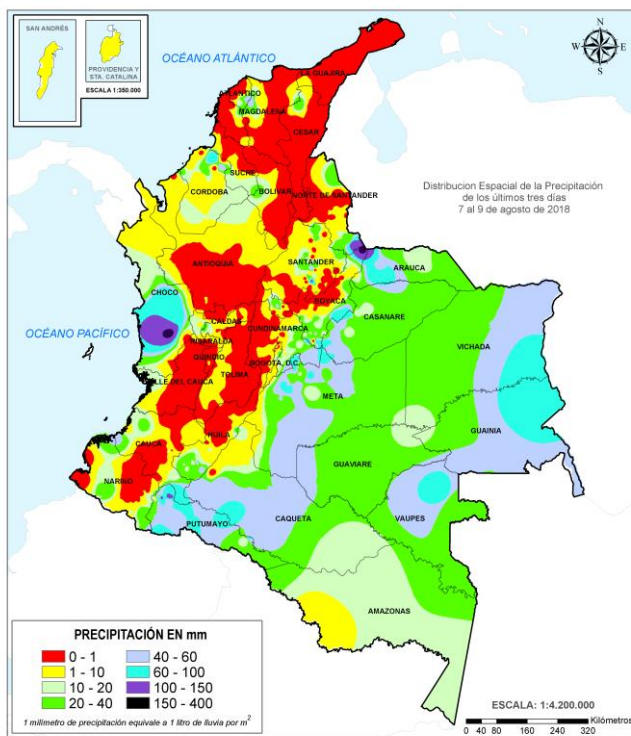 SAN ANDRÉS
PROVIDENCIA Y
STA. CATALINA
ESCALA 1:350.000
OCÉANO ATLÁNTICO
N
W E
S
LA GUAJIRA
ATLANTICO
MAGDALENA
CESAR
SUCRE
CORDOBA
BOLIVAR
NORTE DE SANTANDER
Distribucion Espacial de la Precipitación
de los últimos tres días
7 al 9 de agosto de 2018
ANTIOQUIA
SANTANDER
ARAUCA
CHOCO
BOYACA
CASANARE
OCÉANO PACÍFICO
CALDAS
CUNDINAMARCA
RISARALDA
VICHADA
QUINDIO
BOGOTA, D.C.
TOLIMA
VALLE DEL CAUCA
META
GUAINIA
HUILA
CAUCA
GUAVIARE
NARIÑO
PUTUMAYO
CAQUETA
VAUPES
AMAZONAS
PRECIPITACIÓN EN mm
0 - 1 40 - 60
1 - 10 60 - 100
10 - 20 100 - 150
20 - 40 150 - 400
1 milimetro de precipitación equivale a 1 litro de lluvia por m²
ESCALA: 1:4.200.000
Kilómetros
0 40 80 160 240 320